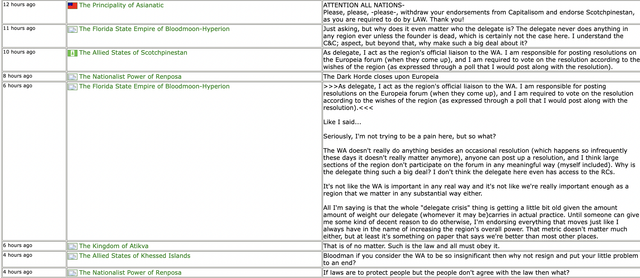 12 hours ago The Principality of Asianatic ATTENTION ALL NATIONS-
Please, please, -please-, withdraw your endorsements from Capitalisom and endorse Scotchpinestan,
as you are required to do by LAW. Thank you!
11 hours ago The Florida State Empire of Bloodmoon-Hyperion Just asking, but why does it even matter who the delegate is? The delegate never does anything in
any region ever unless the founder is dead, which is certainly not the case here. I understand the
C&C; aspect, but beyond that, why make such a big deal about it?
10 hours ago The Allied States of Scotchpinestan As delegate, I act as the region's official liaison to the WA. I am responsible for posting resolutions
on the Europeia forum (when they come up), and I am required to vote on the resolution according to the
wishes of the region (as expressed through a poll that I would post along with the resolution).
8 hours ago The Nationalist Power of Renposa The Dark Horde closes upon Europeia
6 hours ago The Florida State Empire of Bloodmoon-Hyperion >>>As delegate, I act as the region's official liaison to the WA. I am responsible for posting
resolutions on the Europeia forum (when they come up), and I am required to vote on the resolution
according to the wishes of the region (as expressed through a poll that I would post along with the
resolution).<<<
Like I said...
Seriously, I'm not trying to be a pain here, but so what?
The WA doesn't really do anything besides an occasional resolution (which happens so infrequently
these days it doesn't really matter anymore), anyone can post up a resolution, and I think large
sections of the region don't participate on the forum in any meaningful way (myself included). Why is
the delegate thing such a big deal? I don't think the delegate here even has access to the RCs.
It's not like the WA is important in any real way and it's not like we're really important enough as a
region that we matter in any substantial way either.
All I'm saying is that the whole "delegate crisis" thing is getting a little bit old given the amount
amount of weight our delegate (whomever it may be)carries in actual practice. Until someone can give
me some kind of decent reason to do otherwise, I'm endorsing everything that moves just like I
always have in the name of increasing the region's overall power. That metric doesn't matter much
either, but at least it's something on paper that says we're better than most other places.
6 hours ago The Kingdom of Atikva That is of no matter. Such is the law and all must obey it.
4 hours ago The Allied States of Khessed Islands Bloodman if you consider the WA to be so insignificant then why not resign and put your little problem
to an end?
4 hours ago The Nationalist Power of Renposa If laws are to protect people but the people don't agree with the law then what?